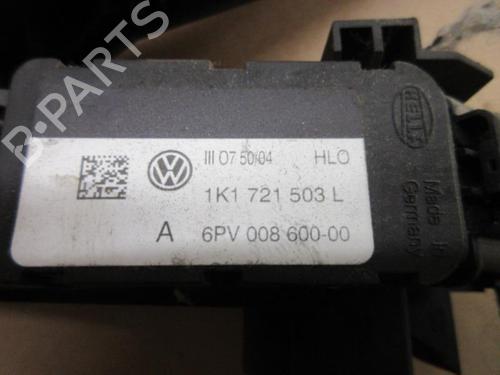 III 07 50/04 HLO
1K1 721 503 L
A 6PV 008 600-00
HELLA
Made in
Germany
B-PARTS